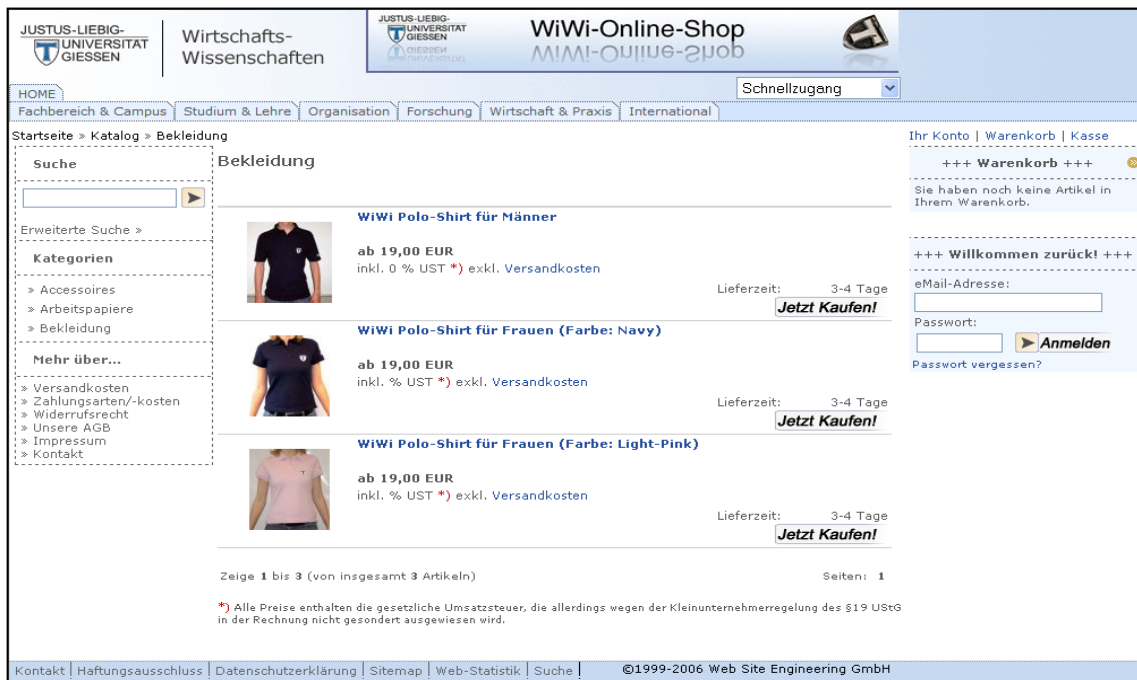 JUSTUS-LIEBIG-
UNIVERSITAT
GIESSEN
Wirtschafts-
Wissenschaften
JUSTUS-LIEBIG-
UNIVERSITAT
GIESSEN
WiWi-Online-Shop
HOME
Schnellzugang
Fachbereich & Campus Studium & Lehre Organisation Forschung Wirtschaft & Praxis International
Startseite » Katalog » Bekleidung
Ihr Konto | Warenkorb | Kasse
Suche
Erweiterte Suche »
Kategorien
» Accessoires
» Arbeitspapiere
» Bekleidung
Mehr über...
» Versandkosten
» Zahlungsarten/-kosten
» Widerrufsrecht
» Unsere AGB
» Impressum
» Kontakt
Bekleidung
WiWi Polo-Shirt für Männer
ab 19,00 EUR
inkl. 0 % UST *) exkl. Versandkosten
Lieferzeit: 3-4 Tage
Jetzt Kaufen!
WiWi Polo-Shirt für Frauen (Farbe: Navy)
ab 19,00 EUR
inkl. % UST *) exkl. Versandkosten
Lieferzeit: 3-4 Tage
Jetzt Kaufen!
WiWi Polo-Shirt für Frauen (Farbe: Light-Pink)
ab 19,00 EUR
inkl. % UST *) exkl. Versandkosten
Lieferzeit: 3-4 Tage
Jetzt Kaufen!
Zeige 1 bis 3 (von insgesamt 3 Artikeln) Seiten: 1
*) Alle Preise enthalten die gesetzliche Umsatzsteuer, die allerdings wegen der Kleinunternehmerregelung des §19 UStG
in der Rechnung nicht gesondert ausgewiesen wird.
+++ Warenkorb +++
Sie haben noch keine Artikel in
Ihrem Warenkorb.
+++ Willkommen zurück! +++
eMail-Adresse:
Passwort:
Anmelden
Passwort vergessen?
Kontakt | Haftungsausschluss | Datenschutzerklärung | Sitemap | Web-Statistik | Suche |
©1999-2006 Web Site Engineering GmbH